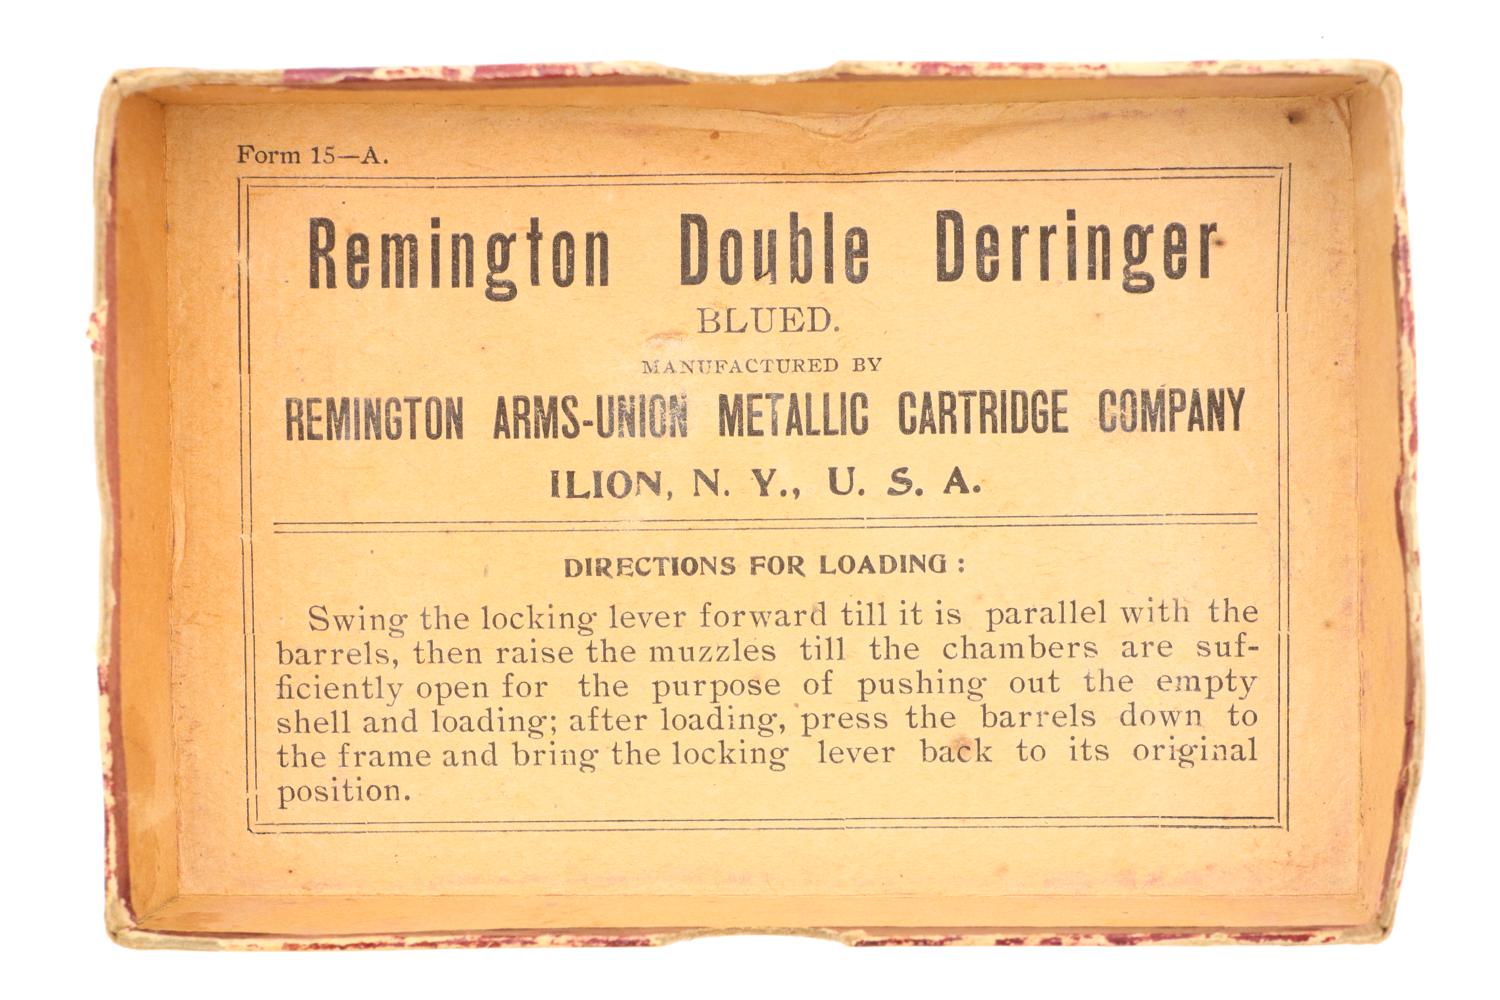 Form 15—A.
Remington Double Derringer
BLUED.
MANUFACTURED BY
REMINGTON ARMS-UNION METALLIC CARTRIDGE COMPANY
ILION, N. Y., U. S. A.
DIRECTIONS FOR LOADING :
Swing the locking lever forward till it is parallel with the
barrels, then raise the muzzles till the chambers are suf-
ficiently open for the purpose of pushing out the empty
shell and loading; after loading, press the barrels down to
the frame and bring the locking lever back to its original
position.